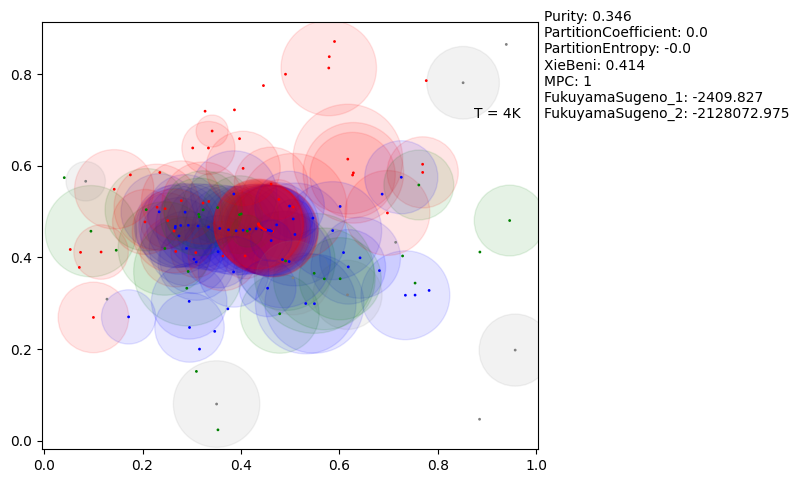 Purity: 0.346
PartitionCoefficient: 0.0
PartitionEntropy: -0.0
XieBeni: 0.414
MPC: 1
FukuyamaSugeno_1: -2409.827
FukuyamaSugeno_2: -2128072.975
T = 4K
0.8
0.6
0.4
0.2
0.0
0.0 0.2 0.4 0.6 0.8 1.0